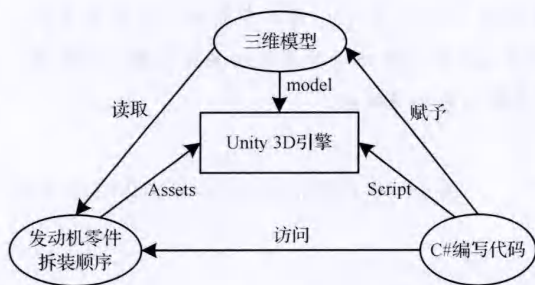 三维模型
model
读取
赋予
Unity 3D引擎
Assets
Script
发动机零件
拆装顺序
访问
C#编写代码